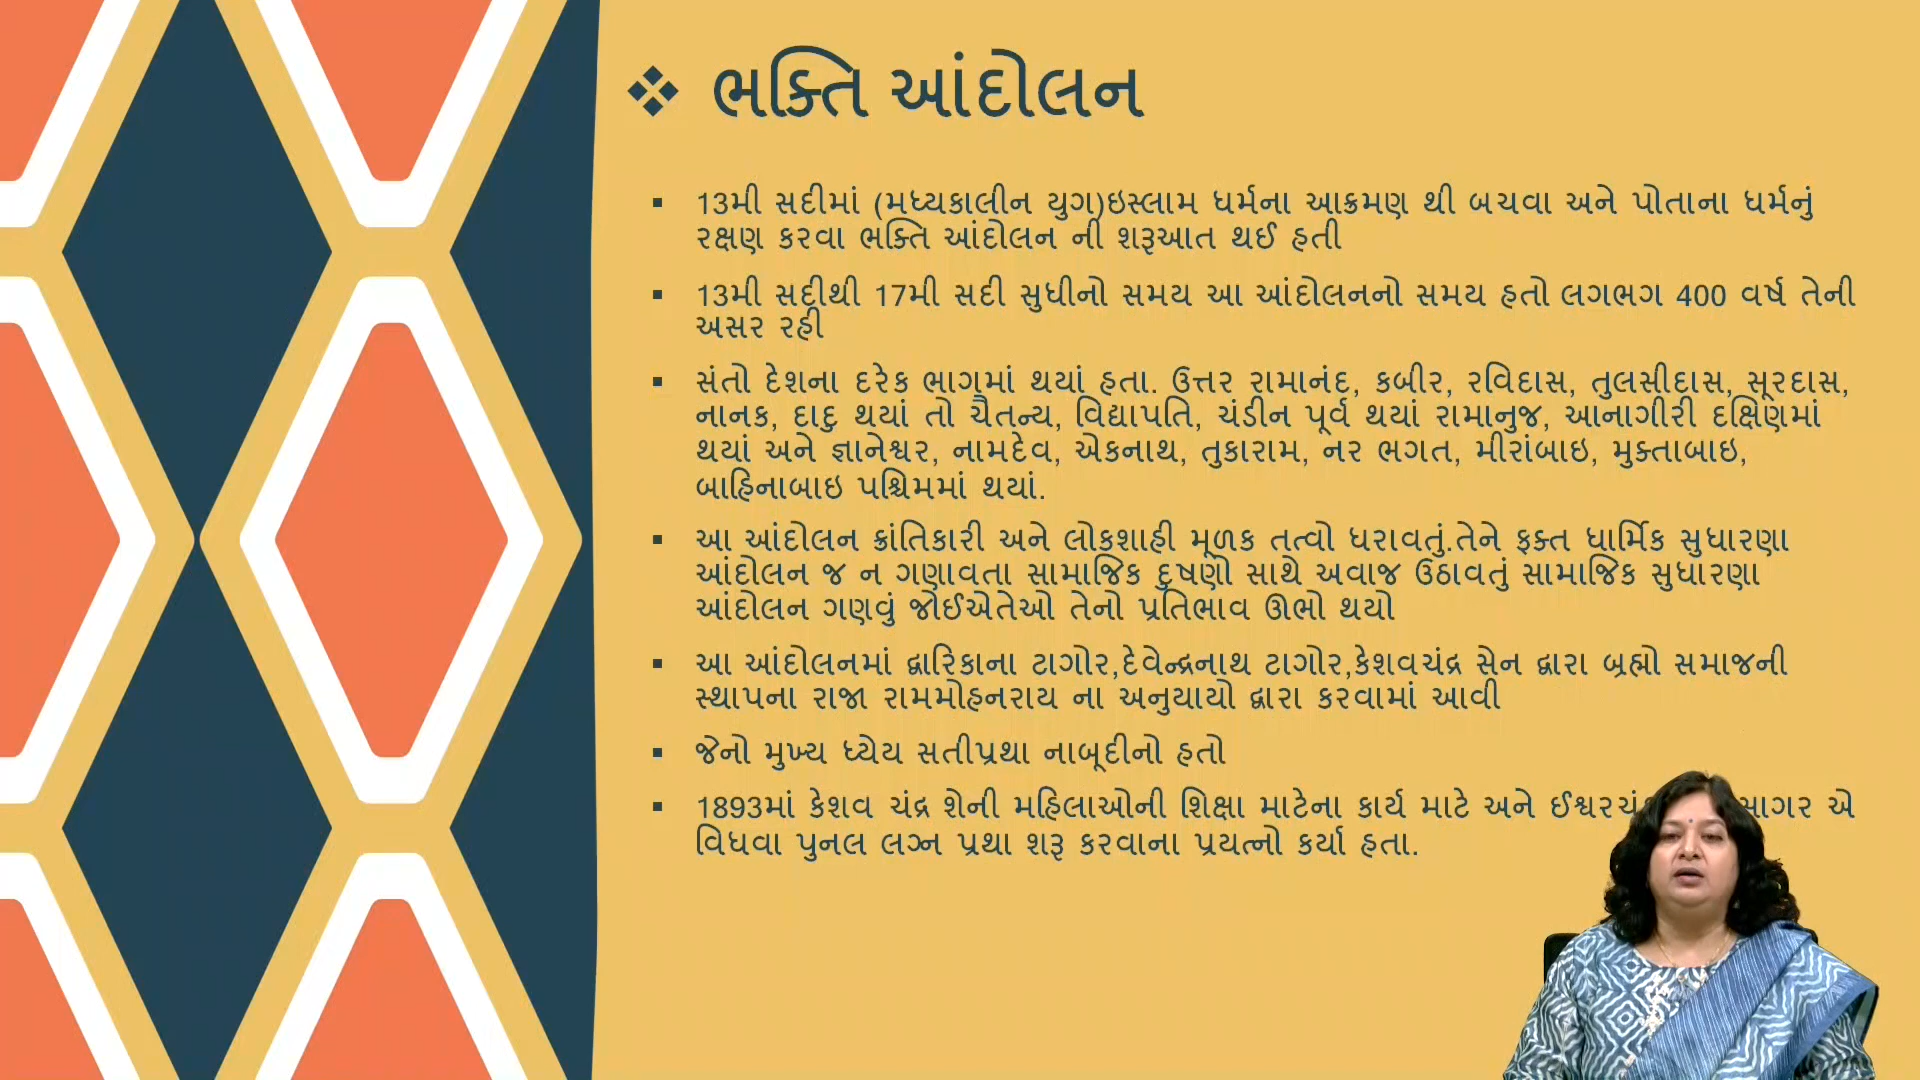 ભક્તિ આંદોલન
13મી સદીમાં (મધ્યકાલીન યુગ)ઇસ્લામ ધર્મના આક્રમણ થી બચવા અને પોતાના ધર્મનું
રક્ષણ કરવા ભક્તિ આંદોલન ની શરૂઆત થઈ હતી
13મી સદીથી 17મી સદી સુધીનો સમય આ આંદોલનનો સમય હતો લગભગ 400 વર્ષ તેની
અસર રહી
સંતો દેશના દરેક ભાગમાં થયાં હતા. ઉત્તર રામાનંદ, કબીર, રવિદાસ, તુલસીદાસ, સૂરદાસ,
નાનક, દાદુ થયાં તો ચૈતન્ય, વિદ્યાપતિ, ચંડીન પૂર્વ થયાં રામાનુજ, આનાગીરી દક્ષિણમાં
થયાં અને જ્ઞાનેશ્વર, નામદેવ, એકનાથ, તુકારામ, નર ભગત, મીરાંબાઇ, મુક્તાબાઇ,
બાહિનાબાઇ પશ્ચિમમાં થયાં.
આ આંદોલન ક્રાંતિકારી અને લોકશાહી મૂળક તત્વો ધરાવતું.તેને ફક્ત ધાર્મિક સુધારણા
આંદોલન જ ન ગણાવતા સામાજિક દુષણો સાથે અવાજ ઉઠાવતું સામાજિક સુધારણા
આંદોલન ગણવું જોઈએતેઓ તેનો પ્રતિભાવ ઊભો થયો
આ આંદોલનમાં દ્વારિકાના ટાગોર,દેવેન્દ્રનાથ ટાગોર,કેશવચંદ્ર સેન દ્વારા બ્રહ્મો સમાજની
સ્થાપના રાજા રામમોહનરાય ના અનુયાયો દ્વારા કરવામાં આવી
જેનો મુખ્ય ધ્યેય સતીપ્રથા નાબૂદીનો હતો
1893માં કેશવ ચંદ્ર શેની મહિલાઓની શિક્ષા માટેના કાર્ય માટે અને એ
વિધવા પુનલ લગ્ન પ્રથા શરૂ કરવાના પ્રયત્નો કર્યા હતા.